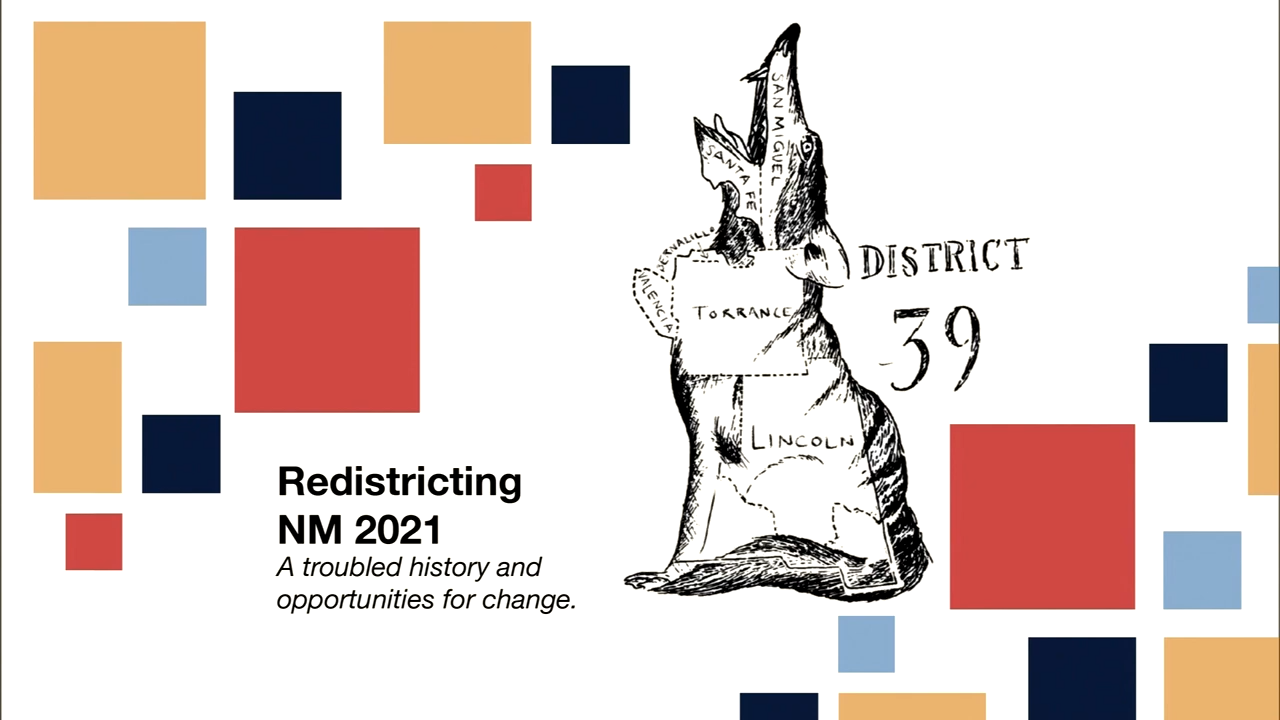 SAN MIGUEL
SANTA FE
BERNALILLO
VALENCIA
TORRANCE
LINCOLN
DISTRICT
39
Redistricting
NM 2021
A troubled history and
opportunities for change.